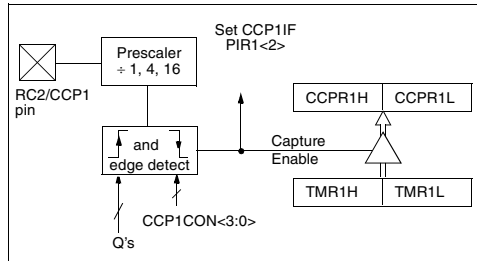 Set CCP1IF
PIR1<2>
Prescaler
÷ 1, 4, 16
RC2/CCP1
pin
CCPR1H
CCPR1L
and
edge detect
Capture
Enable
TMR1H
TMR1L
CCP1CON<3:0>
Q's